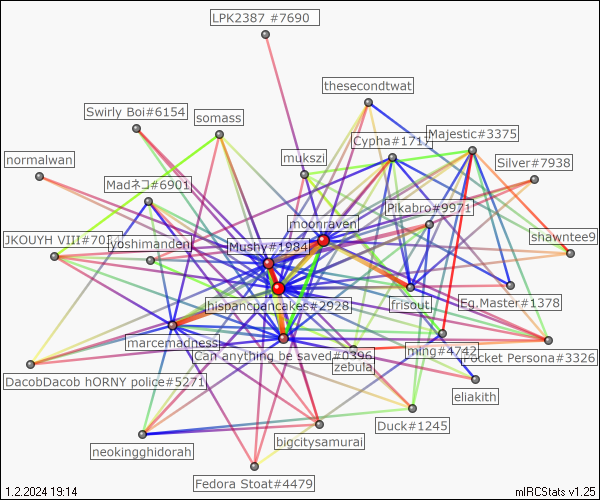 LPK2387 #7690
thesecondtwat
Swirly Boi#6154
somass
Cypha#1717
Majestic#3375
normalwan
mukszi
Silver#7938
Madネコ#6901
Pikabro#9971
moonraven
JKOUYH VIII#70
yoshimanden
Mushy#1984
shawntee9
hispancpancakes#2928
frisout
Eg.Master#1378
marcemadness
Can anything be saved#0396
ming#4742
Pocket Persona#3326
zebula
DacobDacob hORNY police#5271
eliakith
Duck#1245
neokingghidorah
bigcitysamurai
Fedora Stoat#4479
1.2.2024 19:14
mIRCStats v1.25